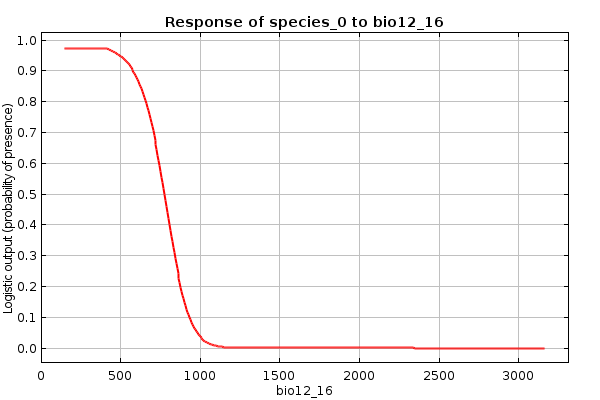 Response of species_0 to bio12_16
Logistic output (probability of presence)
1.0
0.9
0.8
0.7
0.6
0.5
0.4
0.3
0.2
0.1
0.0
0 500 1000 1500 2000 2500 3000
bio12_16